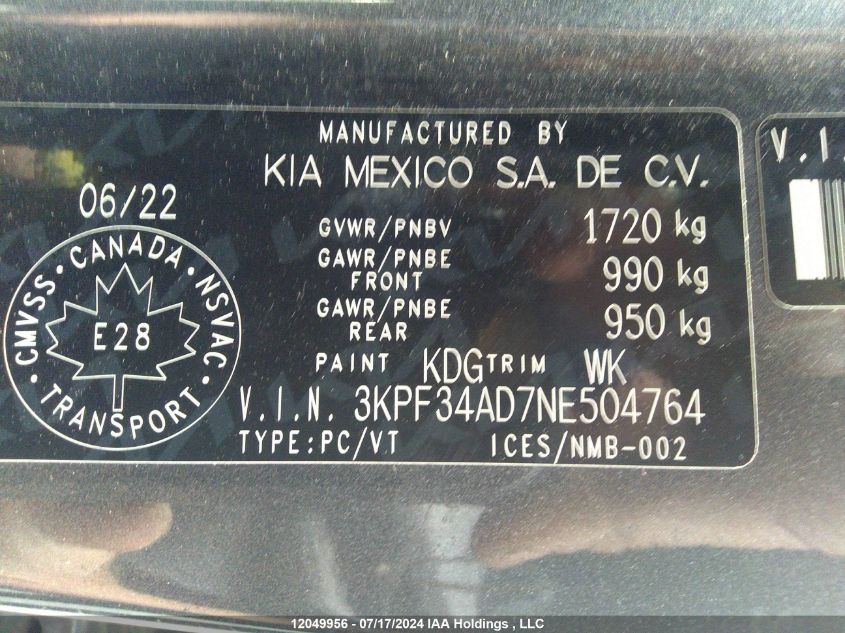 MANUFACTURED BY
KIA MEXICO S.A. DE C.V.
06/22
GVWR/PNBV 1720 kg
GAWR/PNBE FRONT 990 kg
GAWR/PNBE REAR 950 kg
PAINT KDG TRIM WK
V.I.N. 3KPF34AD7NE504764
TYPE:PC/VT ICES/NMB-002
CMVSS · CANADA · NSVAC · TRANSPORT ·
E28
V.I.
12049956 - 07/17/2024 IAA Holdings , LLC